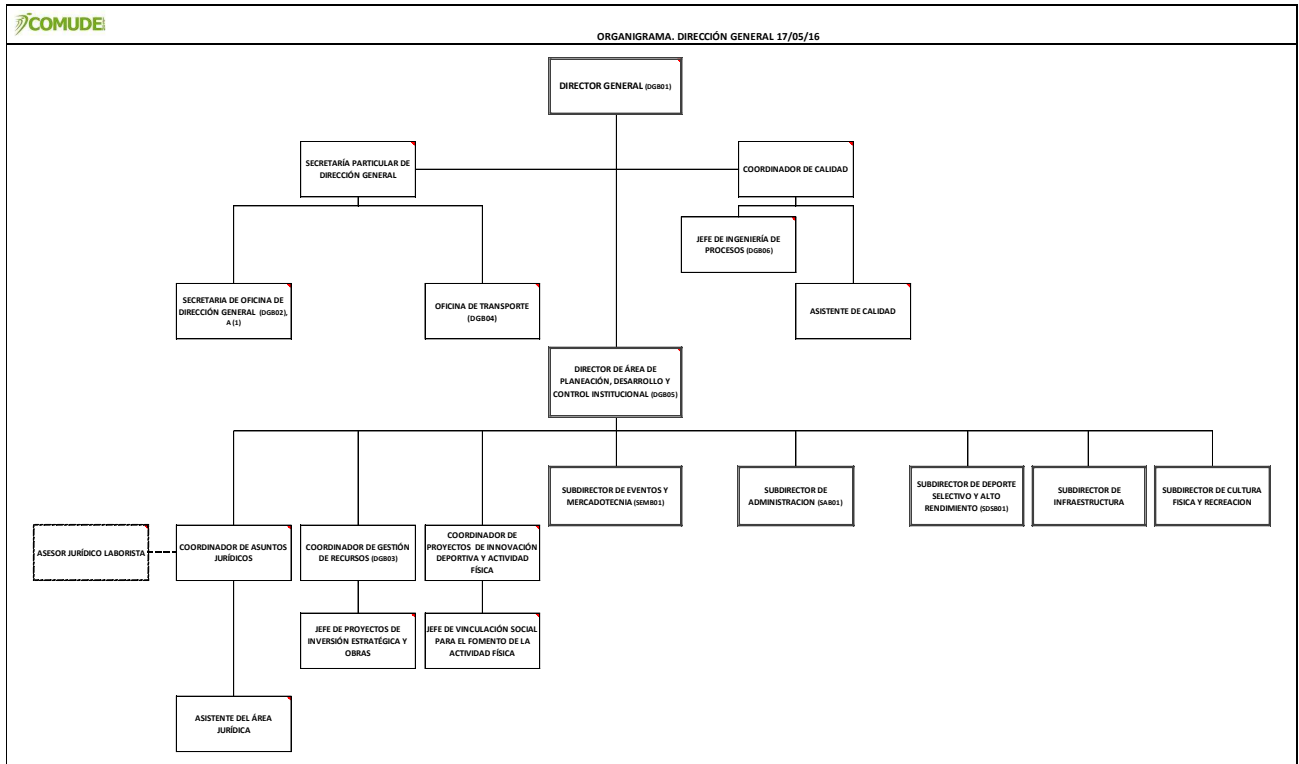 COMUDE
ORGANIGRAMA. DIRECCIÓN GENERAL 17/05/16
DIRECTOR GENERAL (DGB01)
SECRETARÍA PARTICULAR DE
DIRECCIÓN GENERAL
COORDINADOR DE CALIDAD
JEFE DE INGENIERÍA DE
PROCESOS (DGB06)
SECRETARIA DE OFICINA DE
DIRECCIÓN GENERAL (DGB02),
A (1)
OFICINA DE TRANSPORTE
(DGB04)
ASISTENTE DE CALIDAD
DIRECTOR DE ÁREA DE
PLANEACIÓN, DESARROLLO Y
CONTROL INSTITUCIONAL (DGB05)
SUBDIRECTOR DE EVENTOS Y
MERCADOTECNIA (SEMB01)
SUBDIRECTOR DE
ADMINISTRACION (SAB01)
SUBDIRECTOR DE DEPORTE
SELECTIVO Y ALTO
RENDIMIENTO (SDSB01)
SUBDIRECTOR DE
INFRAESTRUCTURA
SUBDIRECTOR DE CULTURA
FISICA Y RECREACION
ASESOR JURÍDICO LABORISTA
COORDINADOR DE ASUNTOS
JURÍDICOS
COORDINADOR DE GESTIÓN
DE RECURSOS (DGB03)
COORDINADOR DE
PROYECTOS DE INNOVACIÓN
DEPORTIVA Y ACTIVIDAD
FÍSICA
JEFE DE PROYECTOS DE
INVERSIÓN ESTRATÉGICA Y
OBRAS
JEFE DE VINCULACIÓN SOCIAL
PARA EL FOMENTO DE LA
ACTIVIDAD FÍSICA
ASISTENTE DEL ÁREA
JURÍDICA